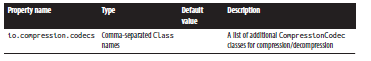 Property name Type Default value Description
io.compression.codecs Comma-separated Class names A list of additional CompressionCodec classes for compression/decompression